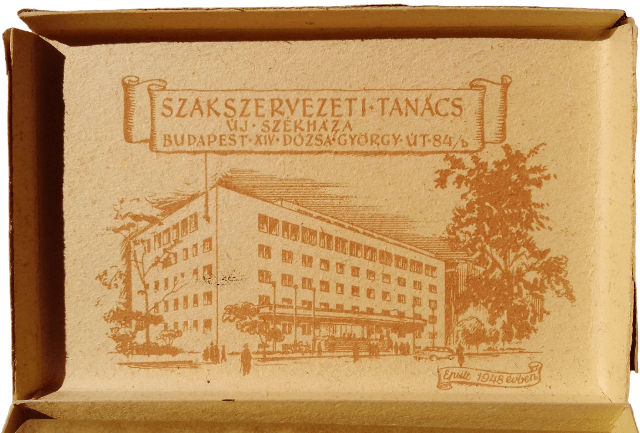 SZAKSZERVEZETI·TANÁCS
ÚJ·SZÉKHÁZA
BUDAPEST·XIV·DÓZSA·GYÖRGY·ÚT·84/b
Épült 1948 évben